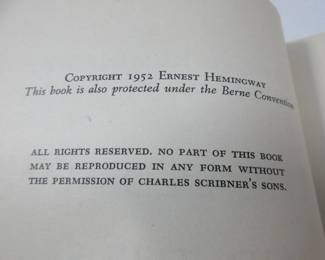 COPYRIGHT 1952 ERNEST HEMINGWAY
This book is also protected under the Berne Convention
ALL RIGHTS RESERVED. NO PART OF THIS BOOK
MAY BE REPRODUCED IN ANY FORM WITHOUT
THE PERMISSION OF CHARLES SCRIBNER'S SONS.